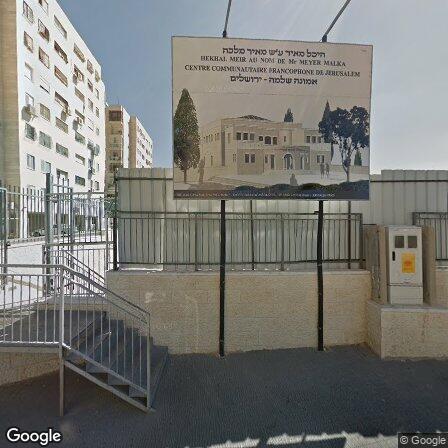 היכל מאיר ע״ש מאיר מלכה
HEKHAL MEIR AU NOM DE Mr MEYER MALKA
CENTRE COMMUNAUTAIRE FRANCOPHONE DE JERUSALEM
אמונה שלמה - ירושלים
Google
© Google